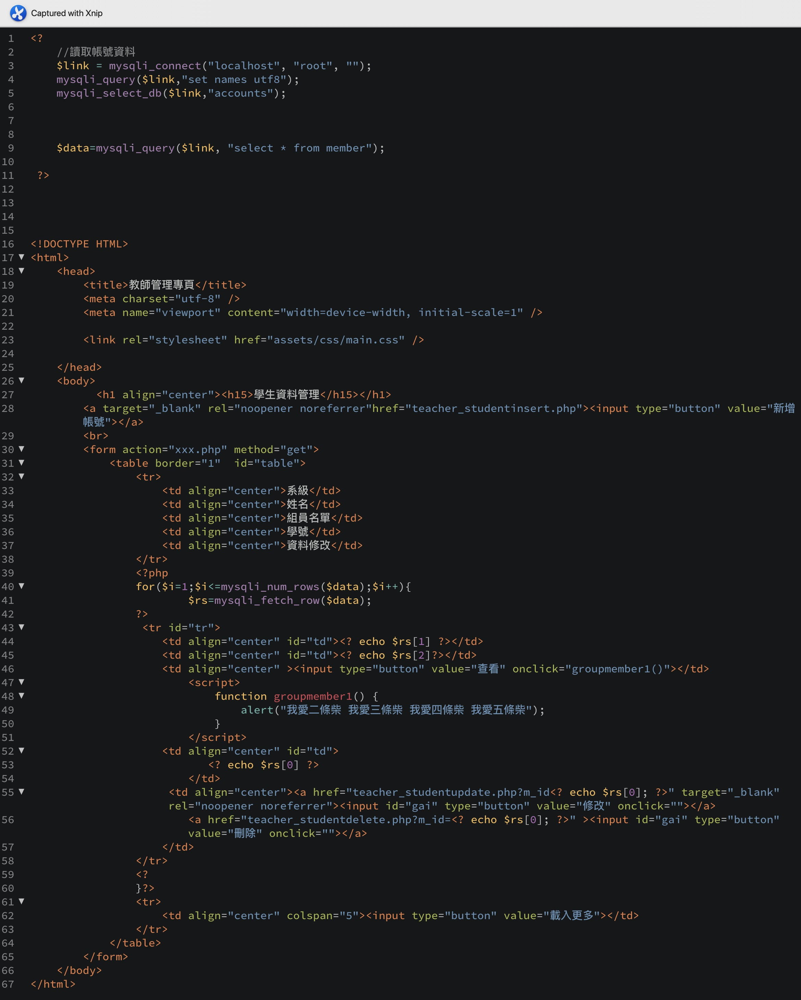 Captured with Xnip
1 <?
2 //讀取帳號資料
3 $link = mysqli_connect("localhost", "root", "");
4 mysqli_query($link,"set names utf8");
5 mysqli_select_db($link,"accounts");
6
7
8
9 $data=mysqli_query($link, "select * from member");
10
11 ?>
12
13
14
15
16 <!DOCTYPE HTML>
17 <html>
18 <head>
19 <title>教師管理專頁</title>
20 <meta charset="utf-8" />
21 <meta name="viewport" content="width=device-width, initial-scale=1" />
22
23 <link rel="stylesheet" href="assets/css/main.css" />
24
25 </head>
26 <body>
27 <h1 align="center"><h15>學生資料管理</h15></h1>
28 <a target="_blank" rel="noopener noreferrer"href="teacher_studentinsert.php"><input type="button" value="新增
帳號"></a>
29 <br>
30 <form action="xxx.php" method="get">
31 <table border="1"  id="table">
32 <tr>
33 <td align="center">系級</td>
34 <td align="center">姓名</td>
35 <td align="center">組員名單</td>
36 <td align="center">學號</td>
37 <td align="center">資料修改</td>
38 </tr>
39 <?php
40 for($i=1;$i<=mysqli_num_rows($data);$i++){
41 $rs=mysqli_fetch_row($data);
42 ?>
43 <tr id="tr">
44 <td align="center" id="td"><? echo $rs[1] ?></td>
45 <td align="center" id="td"><? echo $rs[2]?></td>
46 <td align="center" ><input type="button" value="查看" onclick="groupmember1()"></td>
47 <script>
48 function groupmember1() {
49 alert("我愛二條柴 我愛三條柴 我愛四條柴 我愛五條柴");
50 }
51 </script>
52 <td align="center" id="td">
53 <? echo $rs[0] ?>
54 </td>
55 <td align="center"><a href="teacher_studentupdate.php?m_id<? echo $rs[0]; ?>" target="_blank"
rel="noopener noreferrer"><input id="gai" type="button" value="修改" onclick=""></a>
56 <a href="teacher_studentdelete.php?m_id=<? echo $rs[0]; ?>" ><input id="gai" type="button"
value="刪除" onclick=""></a>
57 </td>
58 </tr>
59 <?
60 }?>
61 <tr>
62 <td align="center" colspan="5"><input type="button" value="載入更多"></td>
63 </tr>
64 </table>
65 </form>
66 </body>
67 </html>